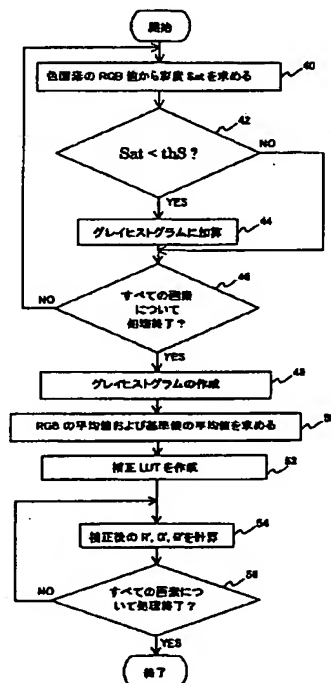 開始
色画素の RGB 値から彩度 Sat を求める
40
42
Sat < thS ?
NO
YES
44
グレイヒストグラムに加算
46
すべての画素
について
処理終了?
NO
YES
48
グレイヒストグラムの作成
50
RGB の平均値および基準値の平均値を求める
52
補正 LUT を作成
54
補正後の R', G', B'を計算
56
すべての画素につ
いて処理終了?
NO
YES
終了